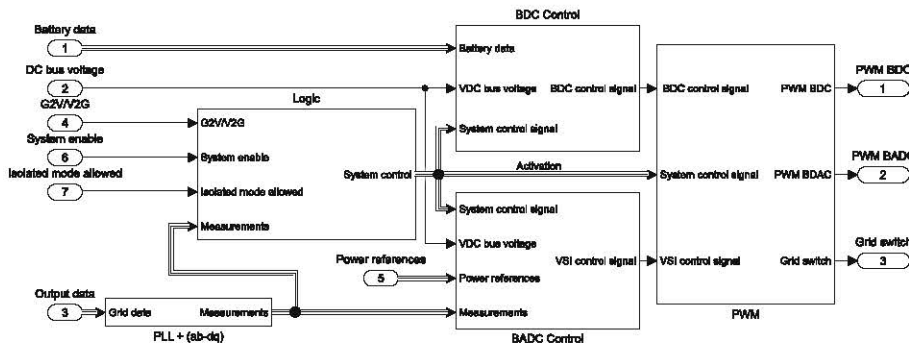 BDC Control
Battery data
1
Battery data
DC bus voltage
2
VDC bus voltage
BDC control signal
BDC control signal
PWM BDC
PWM BDC
1
Logic
G2V/V2G
4
G2V/V2G
System control signal
System enable
6
System enable
Isolated mode allowed
7
Isolated mode allowed
System control
Activation
System control signal
PWM BDAC
PWM BADC
2
Measurements
System control signal
VDC bus voltage
Power references
5
Power references
VSI control signal
VSI control signal
Grid switch
Grid switch
3
Output data
3
Grid data
Measurements
Measurements
PLL + (ab-dq)
BADC Control
PWM